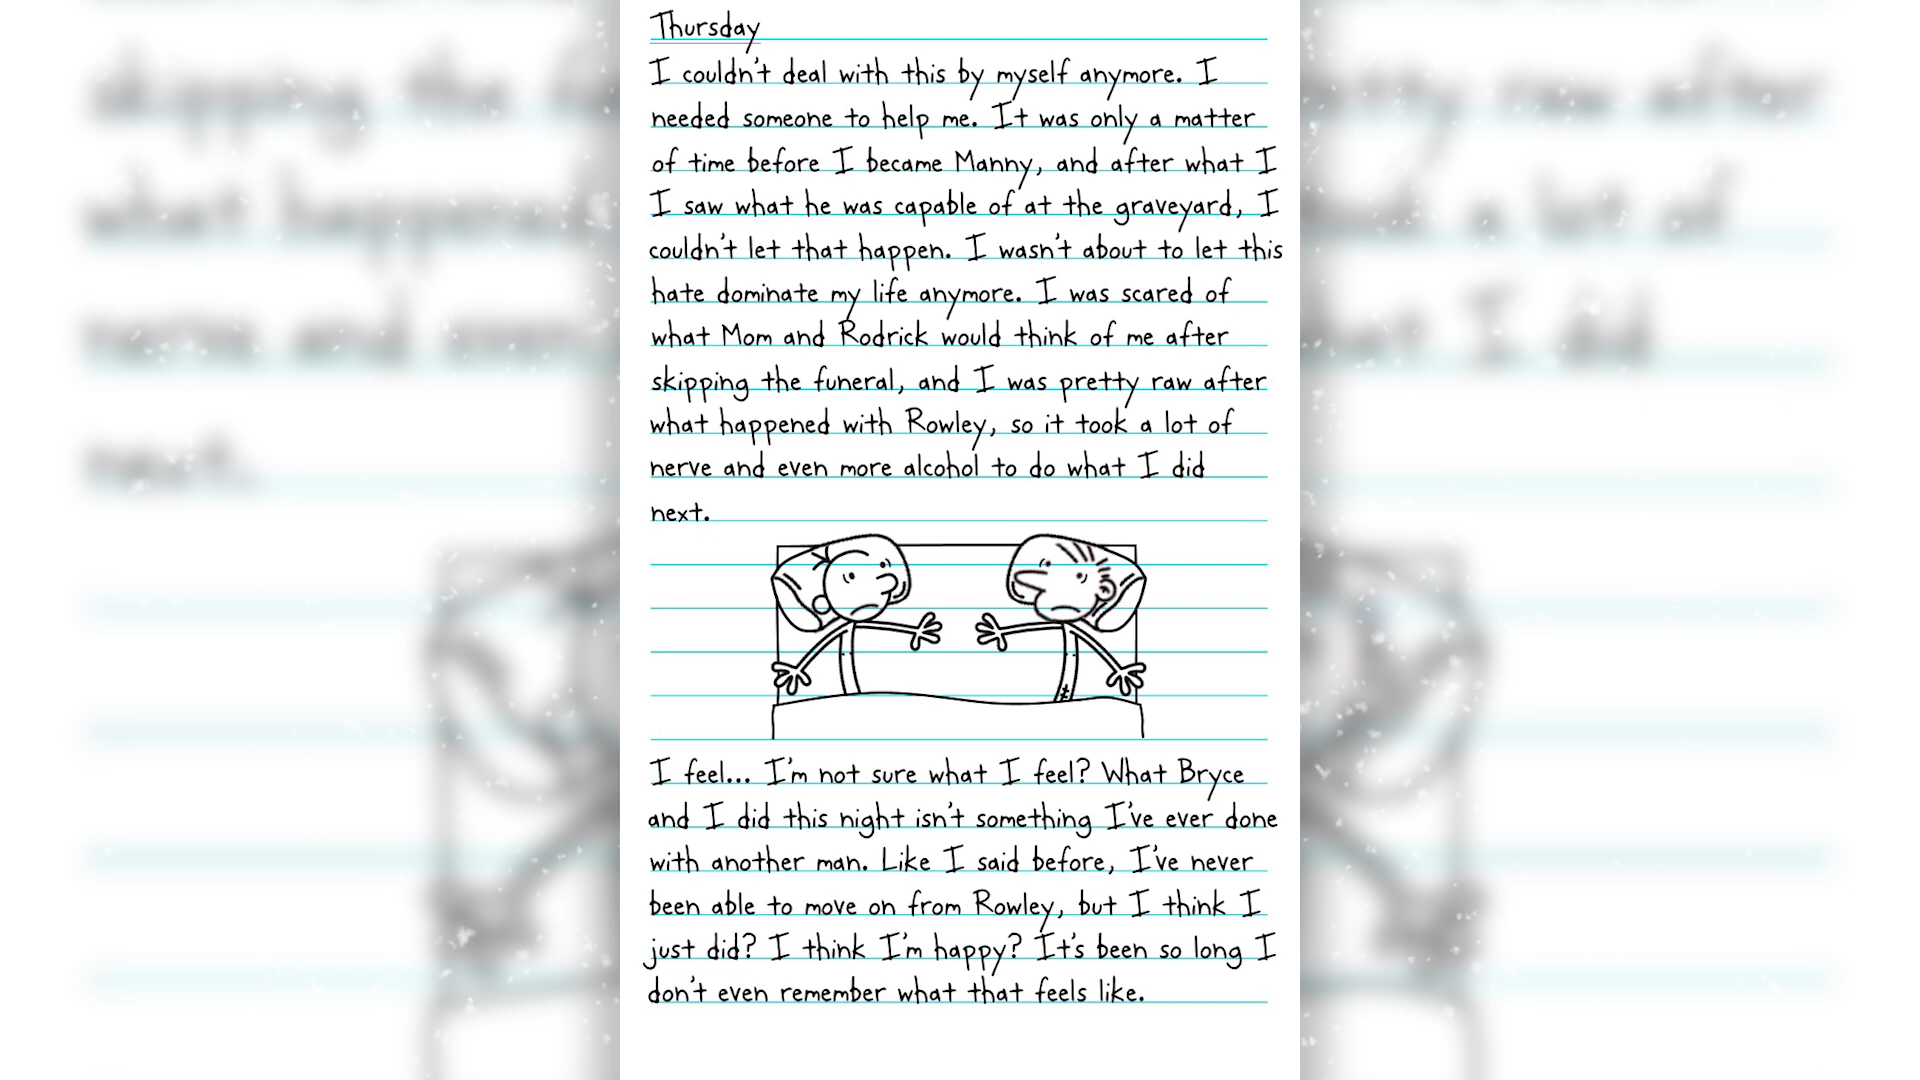 Thursday
I couldn't deal with this by myself anymore. I
needed someone to help me. It was only a matter
of time before I became Manny, and after what I
I saw what he was capable of at the graveyard, I
couldn't let that happen. I wasn't about to let this
hate dominate my life anymore. I was scared of
what Mom and Rodrick would think of me after
skipping the funeral, and I was pretty raw after
what happened with Rowley, so it took a lot of
nerve and even more alcohol to do what I did
next.
I feel... I'm not sure what I feel? What Bryce
and I did this night isn't something I've ever done
with another man. Like I said before, I've never
been able to move on from Rowley, but I think I
just did? I think I'm happy? It's been so long I
don't even remember what that feels like.